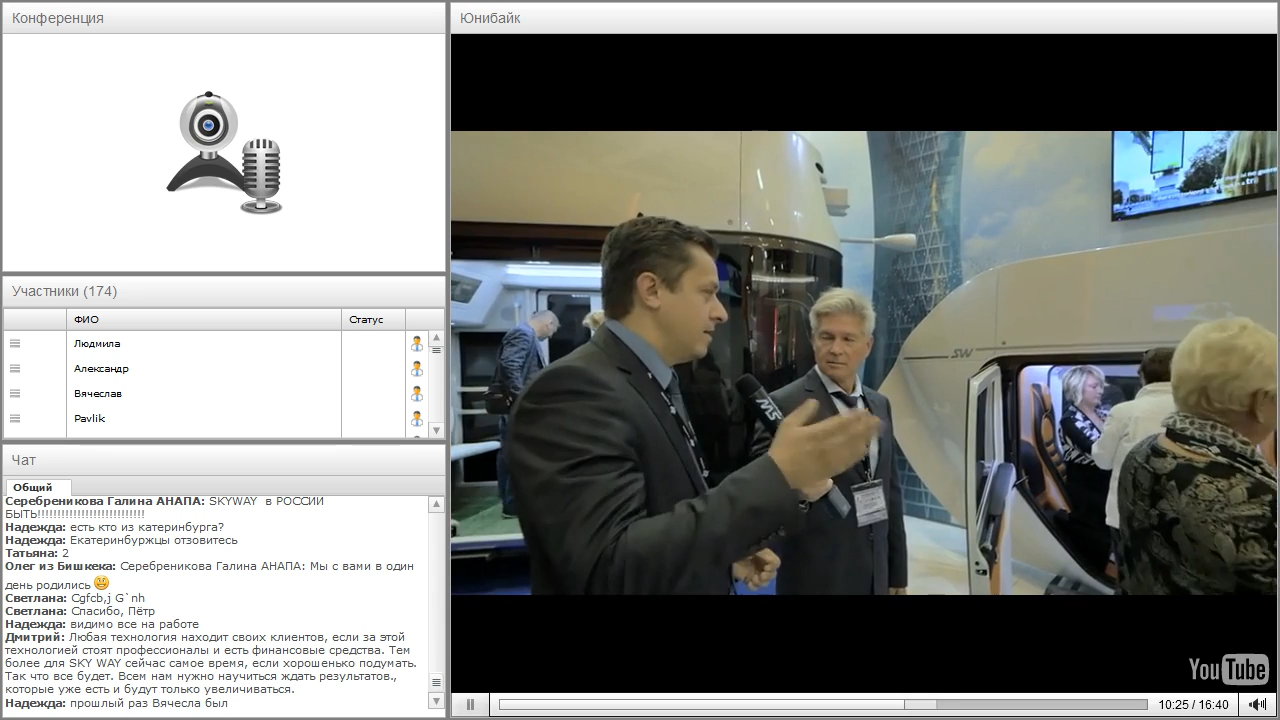 Конференция
Юнибайк
Участники (174)
ФИО
Статус
Людмила
Александр
Вячеслав
Pavlik
Чат
Общий
Серебреникова Галина АНАПА: SKYWAY в РОССИИ
БЫТЬ!!!!!!!!!!!!!!!!!!!!!!!!!!!
Надежда: есть кто из катеринбурга?
Надежда: Екатеринбуржцы отзовитесь
Татьяна: 2
Олег из Бишкека: Серебреникова Галина АНАПА: Мы с вами в один
день родились
Светлана: Cgfcb,j G`nh
Светлана: Спасибо, Пётр
Надежда: видимо все на работе
Дмитрий: Любая технология находит своих клиентов, если за этой
технологией стоят профессионалы и есть финансовые средства. Тем
более для SKY WAY сейчас самое время, если хорошенько подумать.
Так что все будет. Всем нам нужно научиться ждать результатов.,
которые уже есть и будут только увеличиваться.
Надежда: прошлый раз Вячесла был
SW
SW
YouTube
10:25 / 16:40